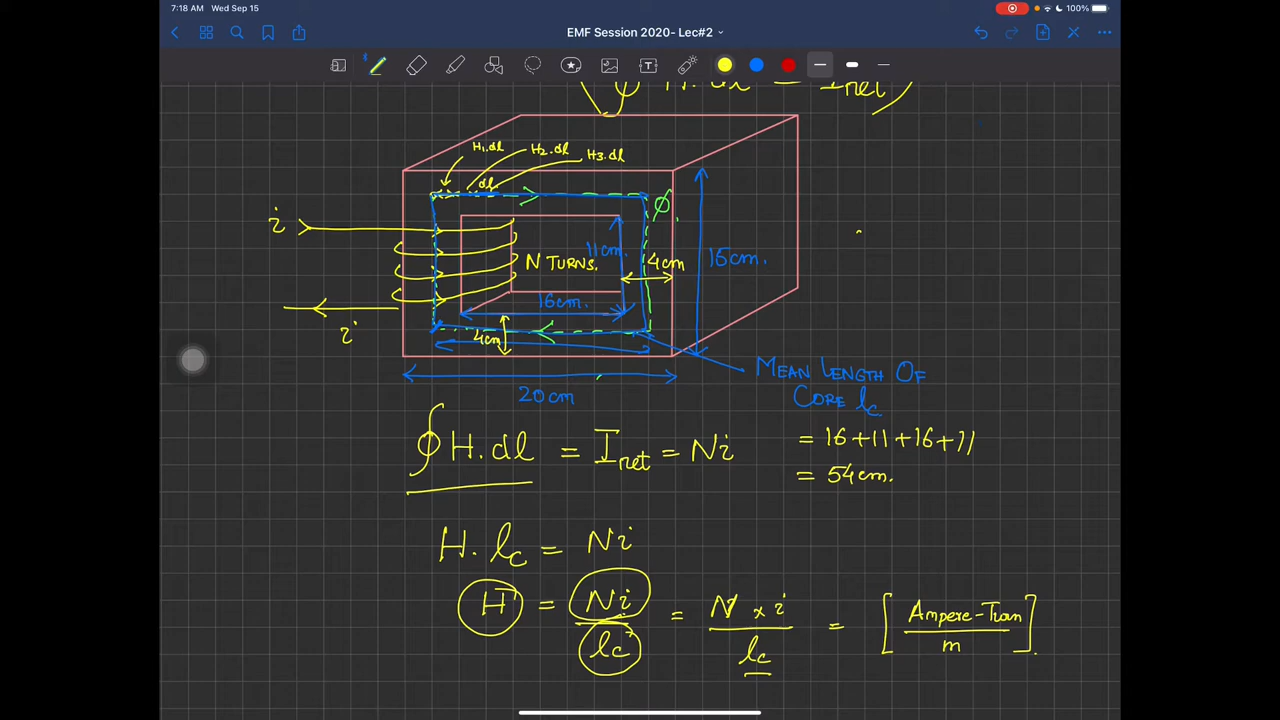 7:18 AM Wed Sep 15
100%
EMF Session 2020- Lec#2
∮ H.dl = Inet
H1.dl
H2.dl
H3.dl
dl
Ø
i
11cm.
N TURNS.
4cm
15cm.
16cm.
i
4cm
20cm
MEAN LENGTH OF
CORE lc
= 16+11+16+11
= 54cm.
∮ H.dl = Inet = Ni
H. lc = Ni
H = Ni / lc = N x i / lc = [Ampere-Turn / m].